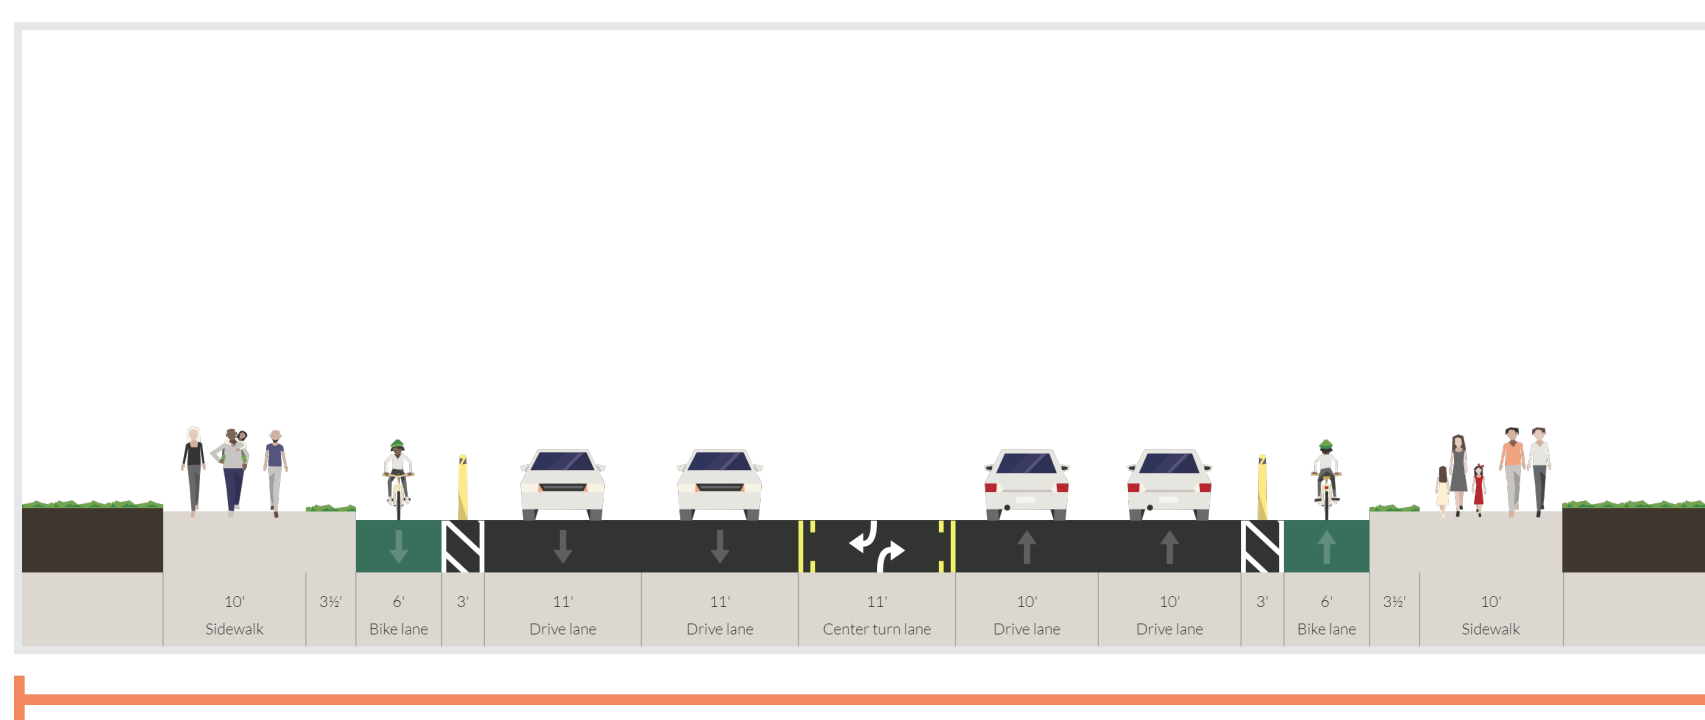 10' 3½' 6' 3' 11' 11' 11' 10' 10' 3' 6' 3½' 10'
Sidewalk Bike lane Drive lane Drive lane Center turn lane Drive lane Drive lane Bike lane Sidewalk